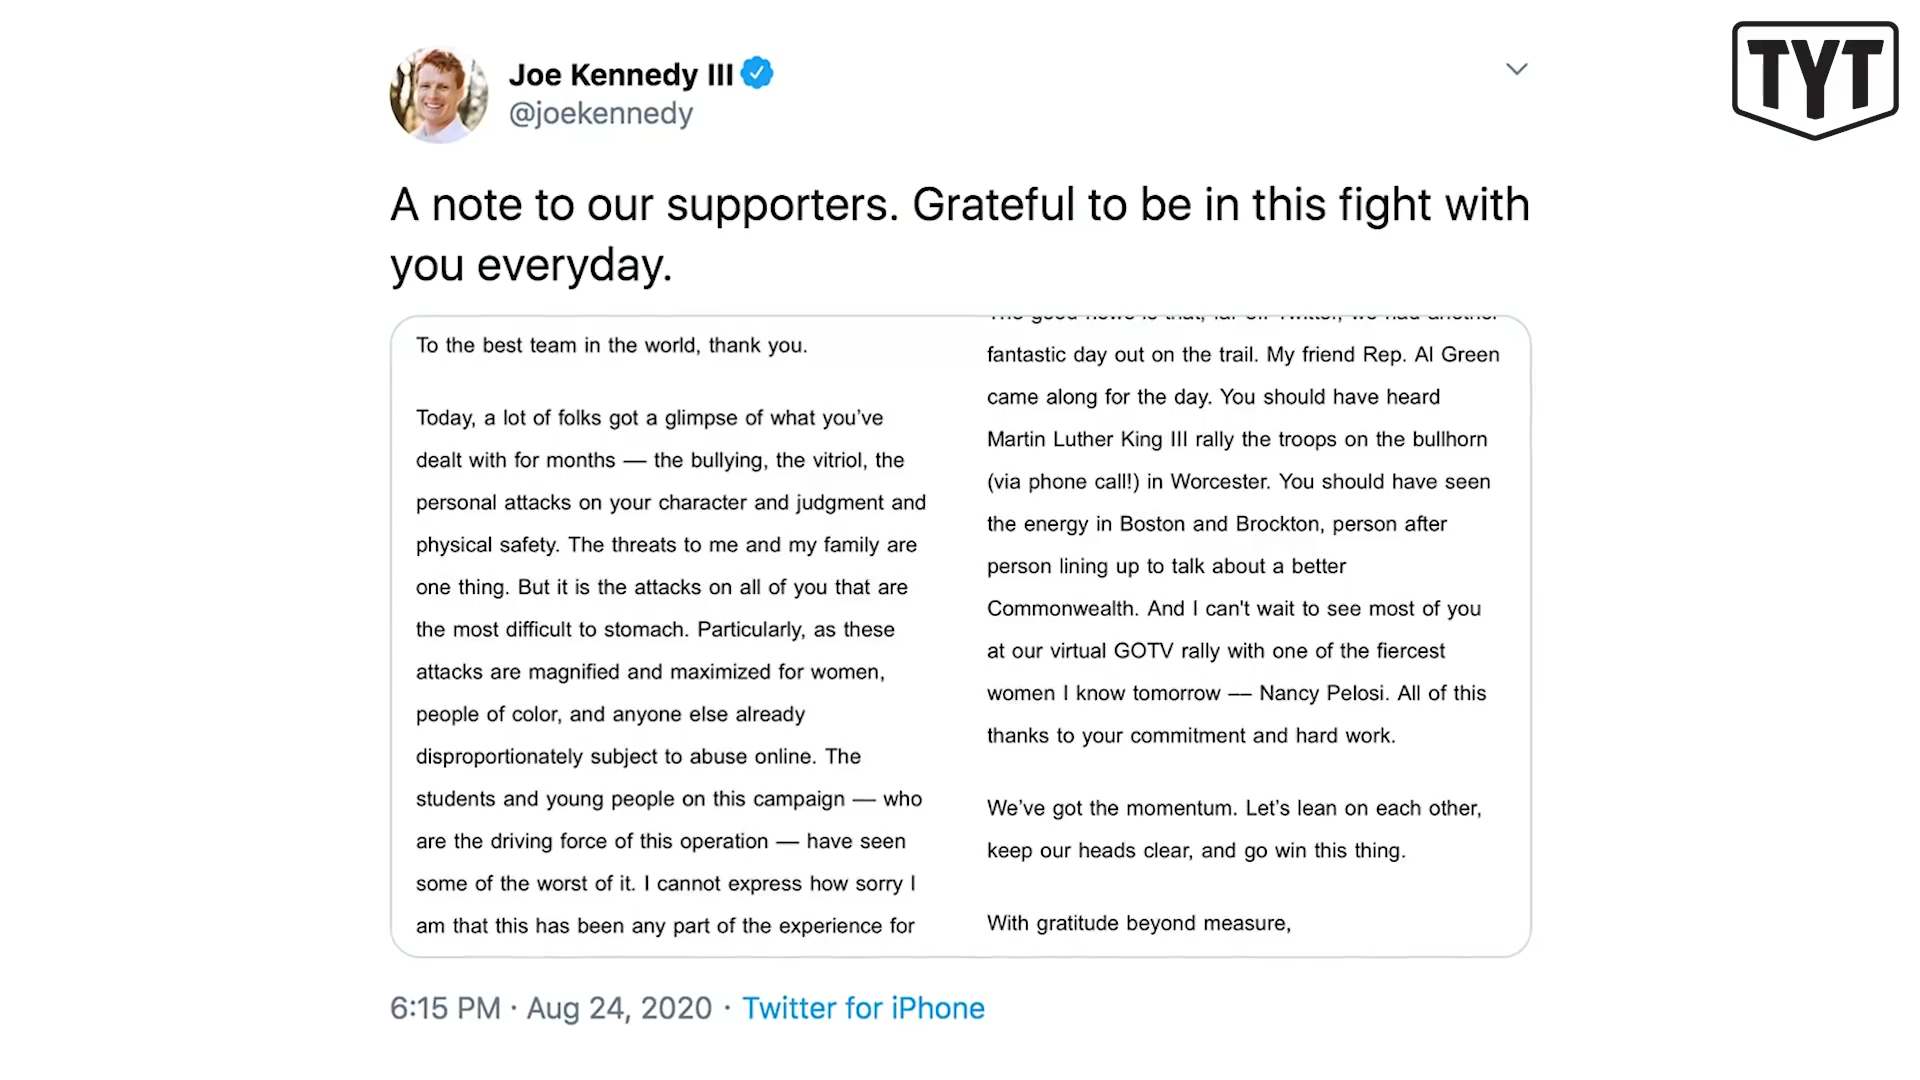 Joe Kennedy III
@joekennedy
TYT
A note to our supporters. Grateful to be in this fight with
you everyday.
To the best team in the world, thank you.
Today, a lot of folks got a glimpse of what you’ve
dealt with for months — the bullying, the vitriol, the
personal attacks on your character and judgment and
physical safety. The threats to me and my family are
one thing. But it is the attacks on all of you that are
the most difficult to stomach. Particularly, as these
attacks are magnified and maximized for women,
people of color, and anyone else already
disproportionately subject to abuse online. The
students and young people on this campaign — who
are the driving force of this operation — have seen
some of the worst of it. I cannot express how sorry I
am that this has been any part of the experience for
The good news is that, far off Twitter, we had another
fantastic day out on the trail. My friend Rep. Al Green
came along for the day. You should have heard
Martin Luther King III rally the troops on the bullhorn
(via phone call!) in Worcester. You should have seen
the energy in Boston and Brockton, person after
person lining up to talk about a better
Commonwealth. And I can't wait to see most of you
at our virtual GOTV rally with one of the fiercest
women I know tomorrow — Nancy Pelosi. All of this
thanks to your commitment and hard work.
We’ve got the momentum. Let’s lean on each other,
keep our heads clear, and go win this thing.
With gratitude beyond measure,
6:15 PM · Aug 24, 2020 · Twitter for iPhone